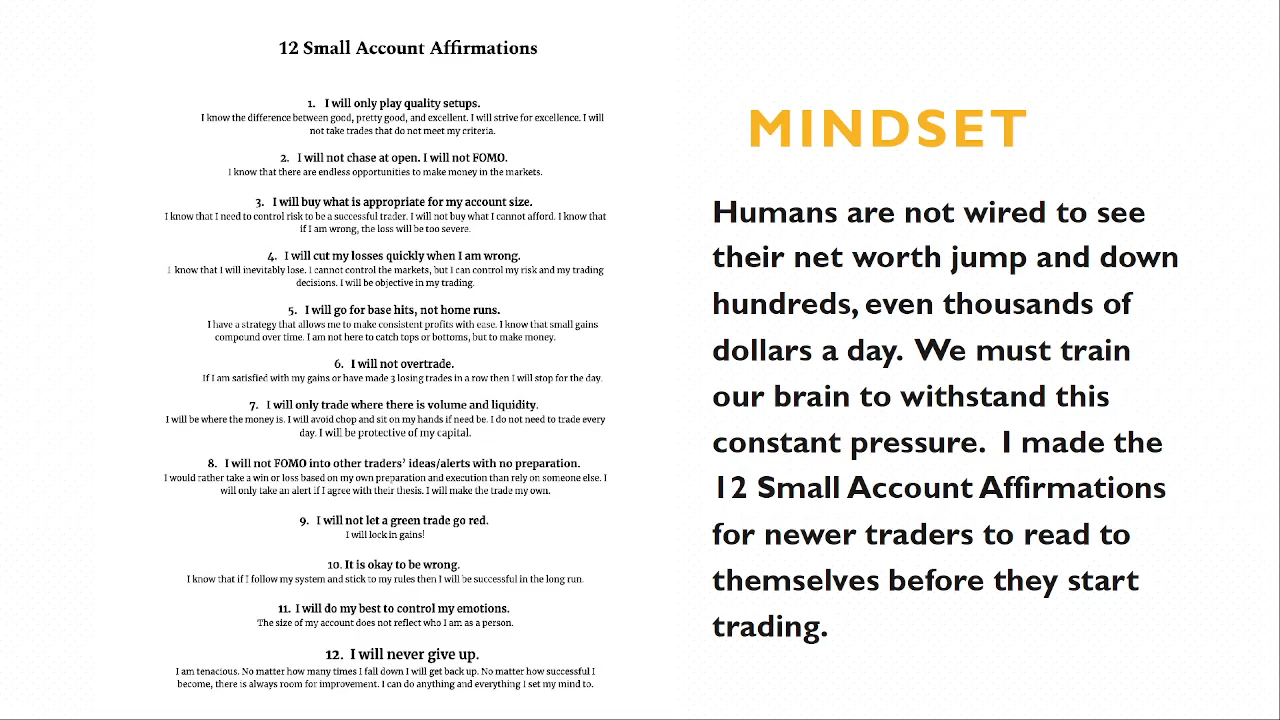 12 Small Account Affirmations
1. I will only play quality setups.
I know the difference between good, pretty good, and excellent. I will strive for excellence. I will
not take trades that do not meet my criteria.
2. I will not chase at open. I will not FOMO.
I know that there are endless opportunities to make money in the markets.
3. I will buy what is appropriate for my account size.
I know that I need to control risk to be a successful trader. I will not buy what I cannot afford. I know that
if I am wrong, the loss will be too severe.
4. I will cut my losses quickly when I am wrong.
I know that I will inevitably lose. I cannot control the markets, but I can control my risk and my trading
decisions. I will be objective in my trading.
5. I will go for base hits, not home runs.
I have a strategy that allows me to make consistent profits with ease. I know that small gains
compound over time. I am not here to catch tops or bottoms, but to make money.
6. I will not overtrade.
If I am satisfied with my gains or have made 3 losing trades in a row then I will stop for the day.
7. I will only trade where there is volume and liquidity.
I will be where the money is. I will avoid chop and sit on my hands if need be. I do not need to trade every
day. I will be protective of my capital.
8. I will not FOMO into other traders' ideas/alerts with no preparation.
I would rather take a win or loss based on my own preparation and execution than rely on someone else. I
will only take an alert if I agree with their thesis. I will make the trade my own.
9. I will not let a green trade go red.
I will lock in gains!
10. It is okay to be wrong.
I know that if I follow my system and stick to my rules then I will be successful in the long run.
11. I will do my best to control my emotions.
The size of my account does not reflect who I am as a person.
12. I will never give up.
I am tenacious. No matter how many times I fall down I will get back up. No matter how successful I
become, there is always room for improvement. I can do anything and everything I set my mind to.
MINDSET
Humans are not wired to see
their net worth jump and down
hundreds, even thousands of
dollars a day. We must train
our brain to withstand this
constant pressure. I made the
12 Small Account Affirmations
for newer traders to read to
themselves before they start
trading.